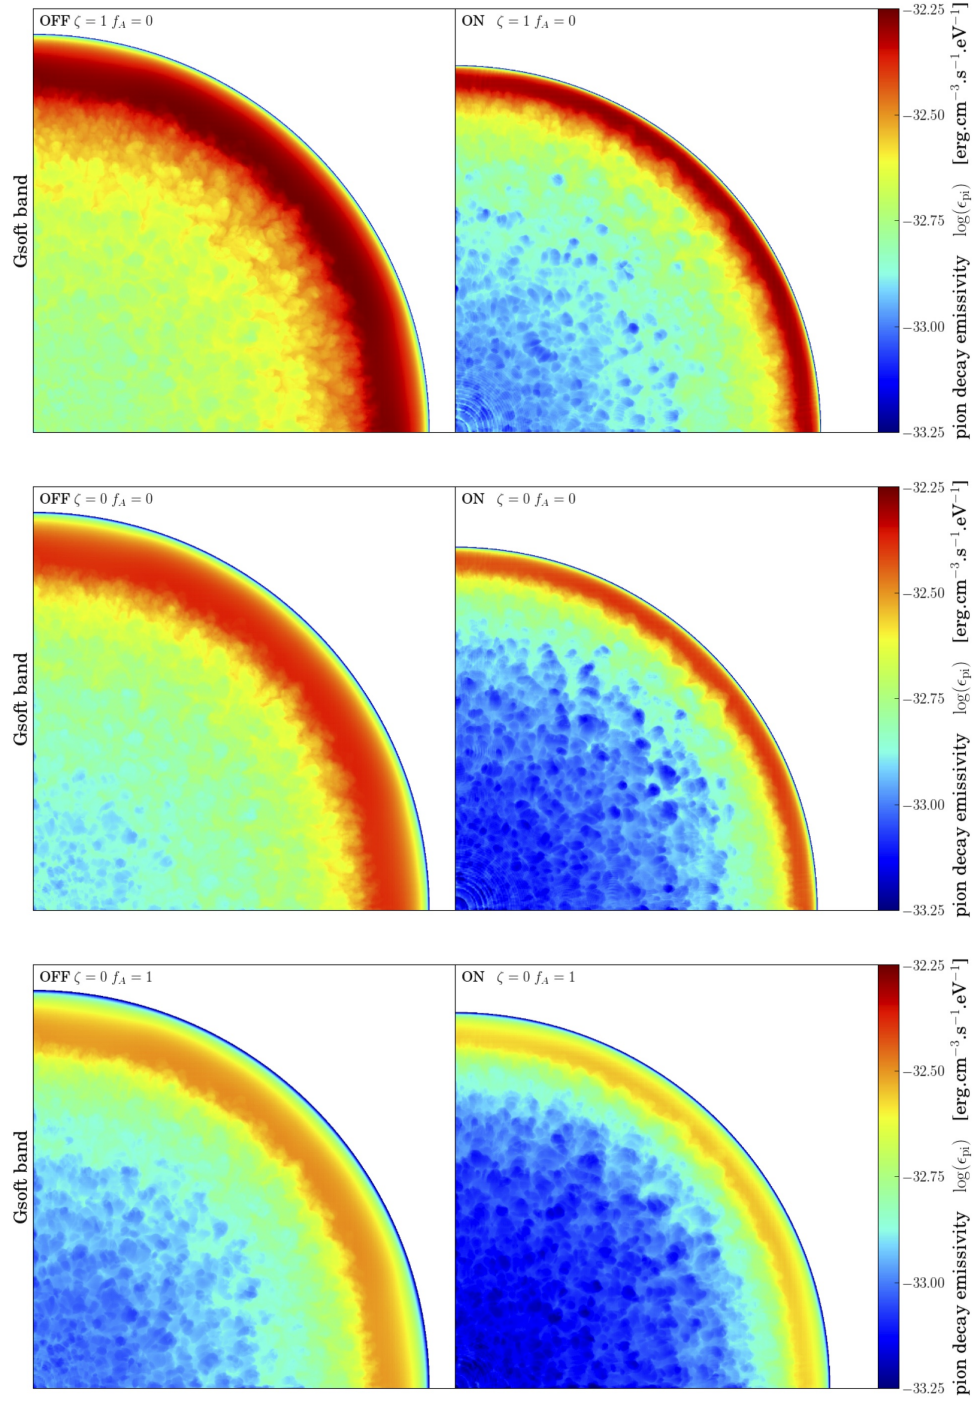 OFF ζ = 1 f_A = 0
ON ζ = 1 f_A = 0
Gsoft band
−32.25
−32.50
−32.75
−33.00
−33.25
pion decay emissivity log(ϵ_pi) [erg.cm⁻³.s⁻¹.eV⁻¹]
OFF ζ = 0 f_A = 0
ON ζ = 0 f_A = 0
Gsoft band
−32.25
−32.50
−32.75
−33.00
−33.25
pion decay emissivity log(ϵ_pi) [erg.cm⁻³.s⁻¹.eV⁻¹]
OFF ζ = 0 f_A = 1
ON ζ = 0 f_A = 1
Gsoft band
−32.25
−32.50
−32.75
−33.00
−33.25
pion decay emissivity log(ϵ_pi) [erg.cm⁻³.s⁻¹.eV⁻¹]